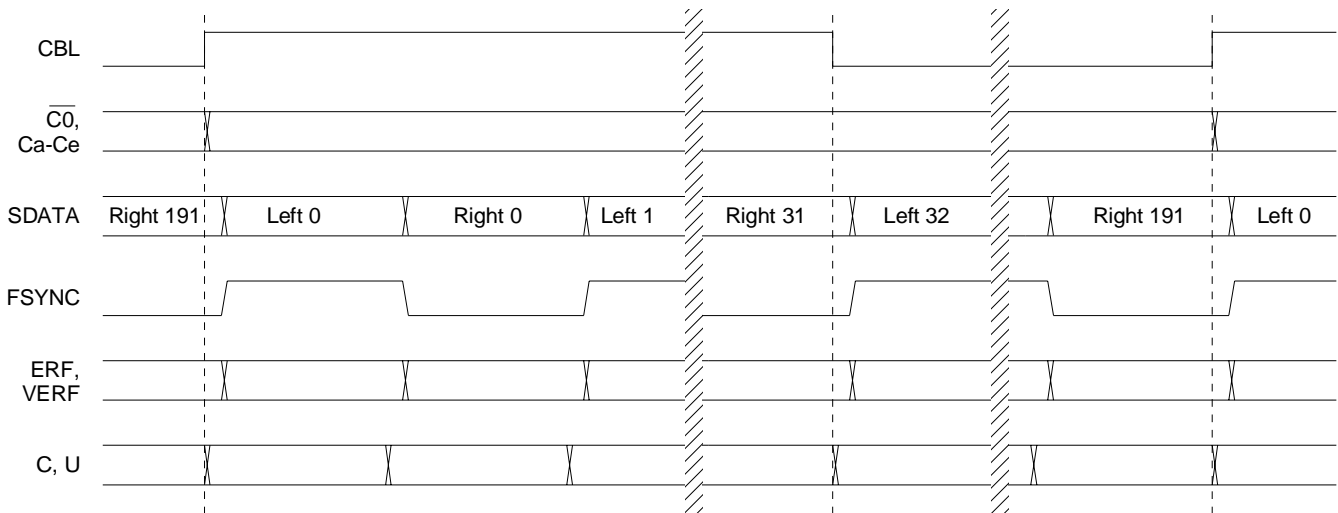 CBL
C0,
Ca-Ce
SDATA Right 191 Left 0 Right 0 Left 1 Right 31 Left 32 Right 191 Left 0
FSYNC
ERF,
VERF
C, U